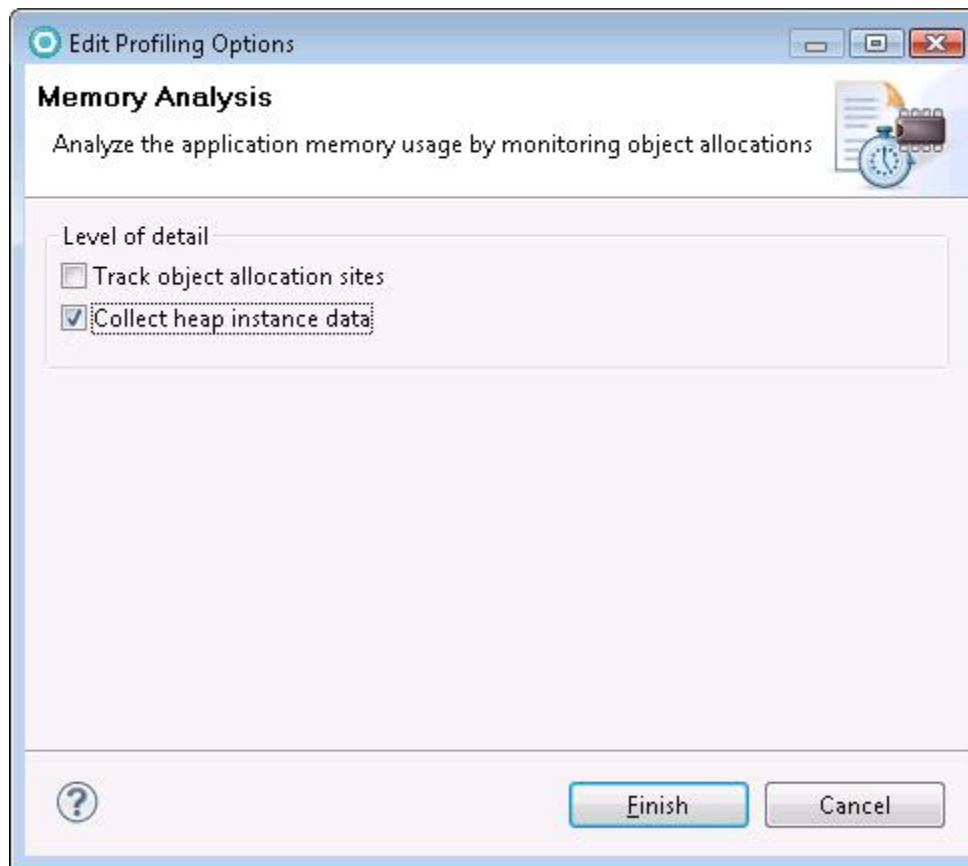 Edit Profiling Options
Memory Analysis
Analyze the application memory usage by monitoring object allocations
Level of detail
Track object allocation sites
Collect heap instance data
?
Finish
Cancel